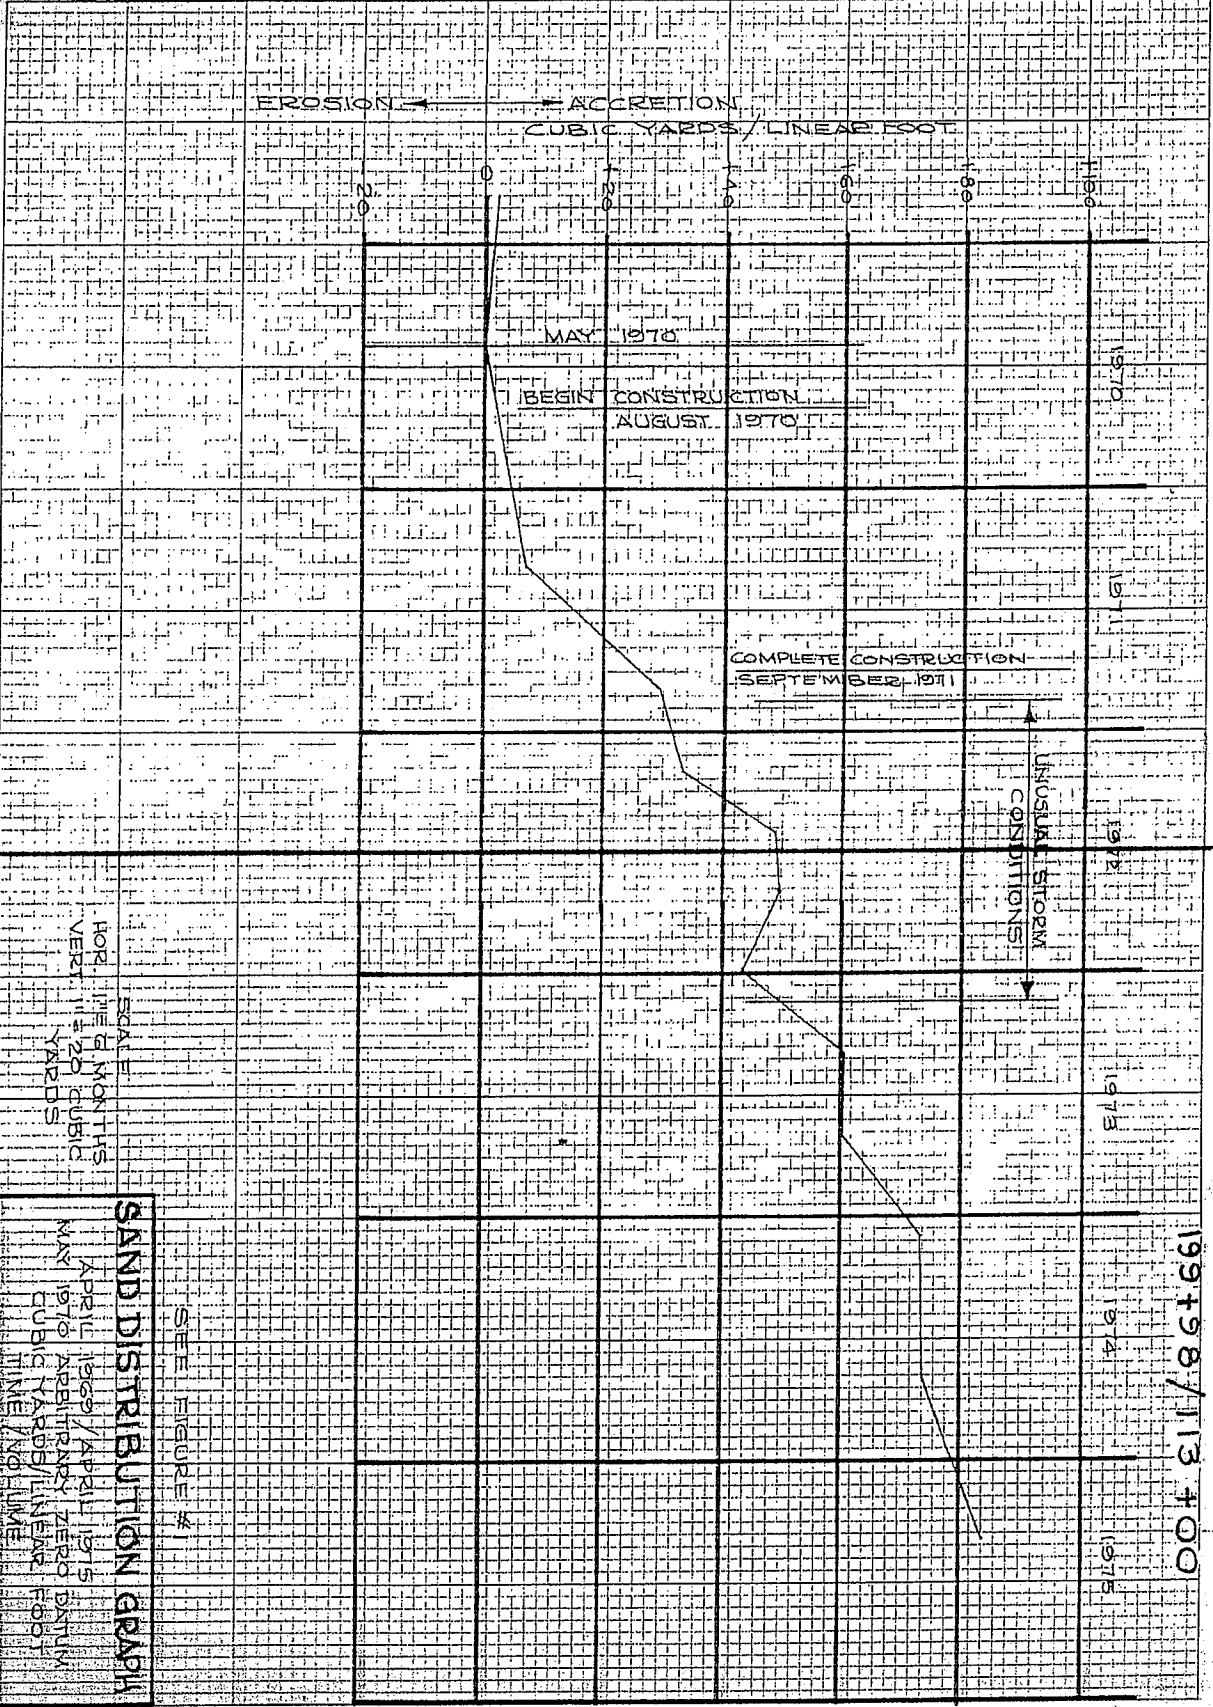 199+98/113+00
EROSION ACCRETION
CUBIC YARDS/LINEAR FOOT
20
0
+20
+40
+60
+80
+100
1970
1971
1972
1973
1974
1975
MAY 1970
BEGIN CONSTRUCTION
AUGUST 1970
COMPLETE CONSTRUCTION
SEPTEMBER 1971
UNUSUAL STORM
CONDITIONS
SCALE
HOR. 1"=6 MONTHS
VERT. 1"=20 CUBIC
YARDS
SEE FIGURE #1
SAND DISTRIBUTION GRAPH
APRIL 1969/APRIL 1975
MAY 1970 ARBITRARY ZERO DATUM
CUBIC YARDS/LINEAR FOOT
TIME/VOLUME